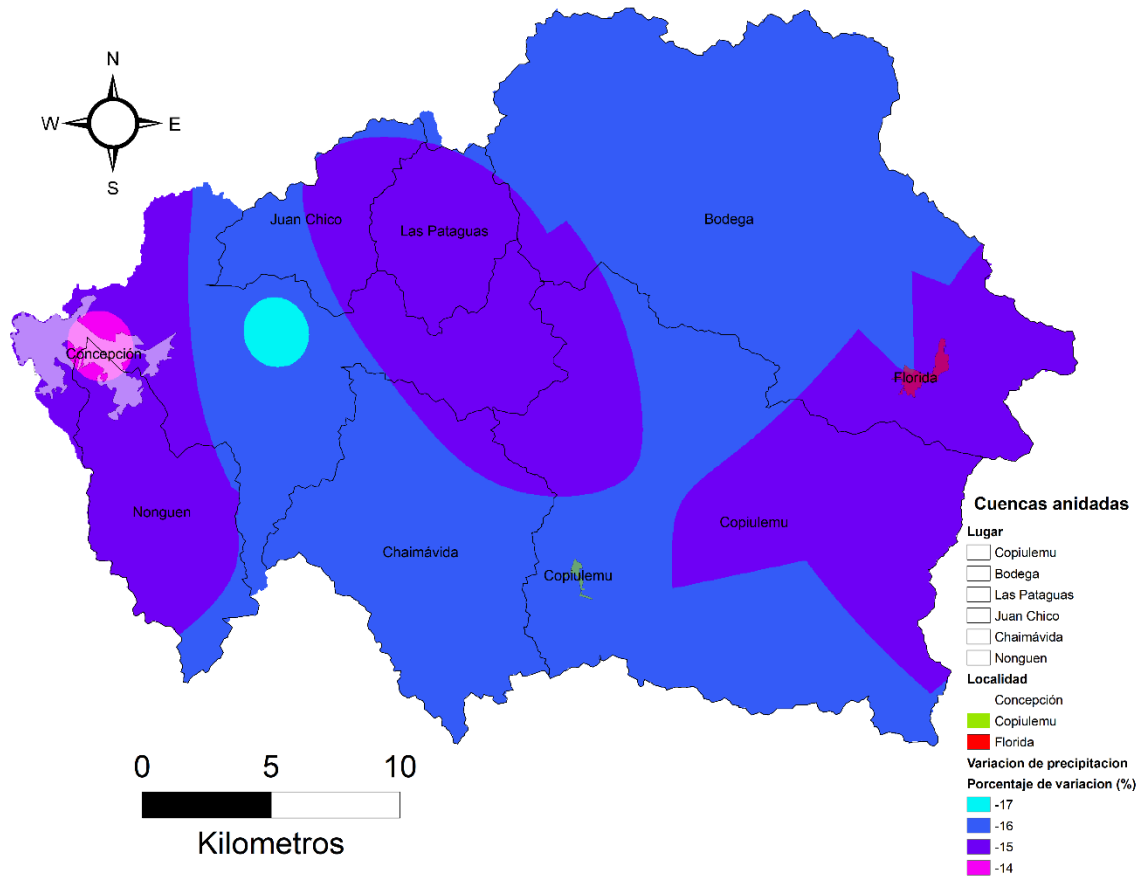 N
W E
S
Juan Chico
Las Pataguas
Bodega
Concepción
Florida
Nonguen
Chaimávida
Copiulemu
Copiulemu
0 5 10
Kilometros
Cuencas anidadas
Lugar
Copiulemu
Bodega
Las Pataguas
Juan Chico
Chaimávida
Nonguen
Localidad
Concepción
Copiulemu
Florida
Variacion de precipitacion
Porcentaje de variacion (%)
-17
-16
-15
-14